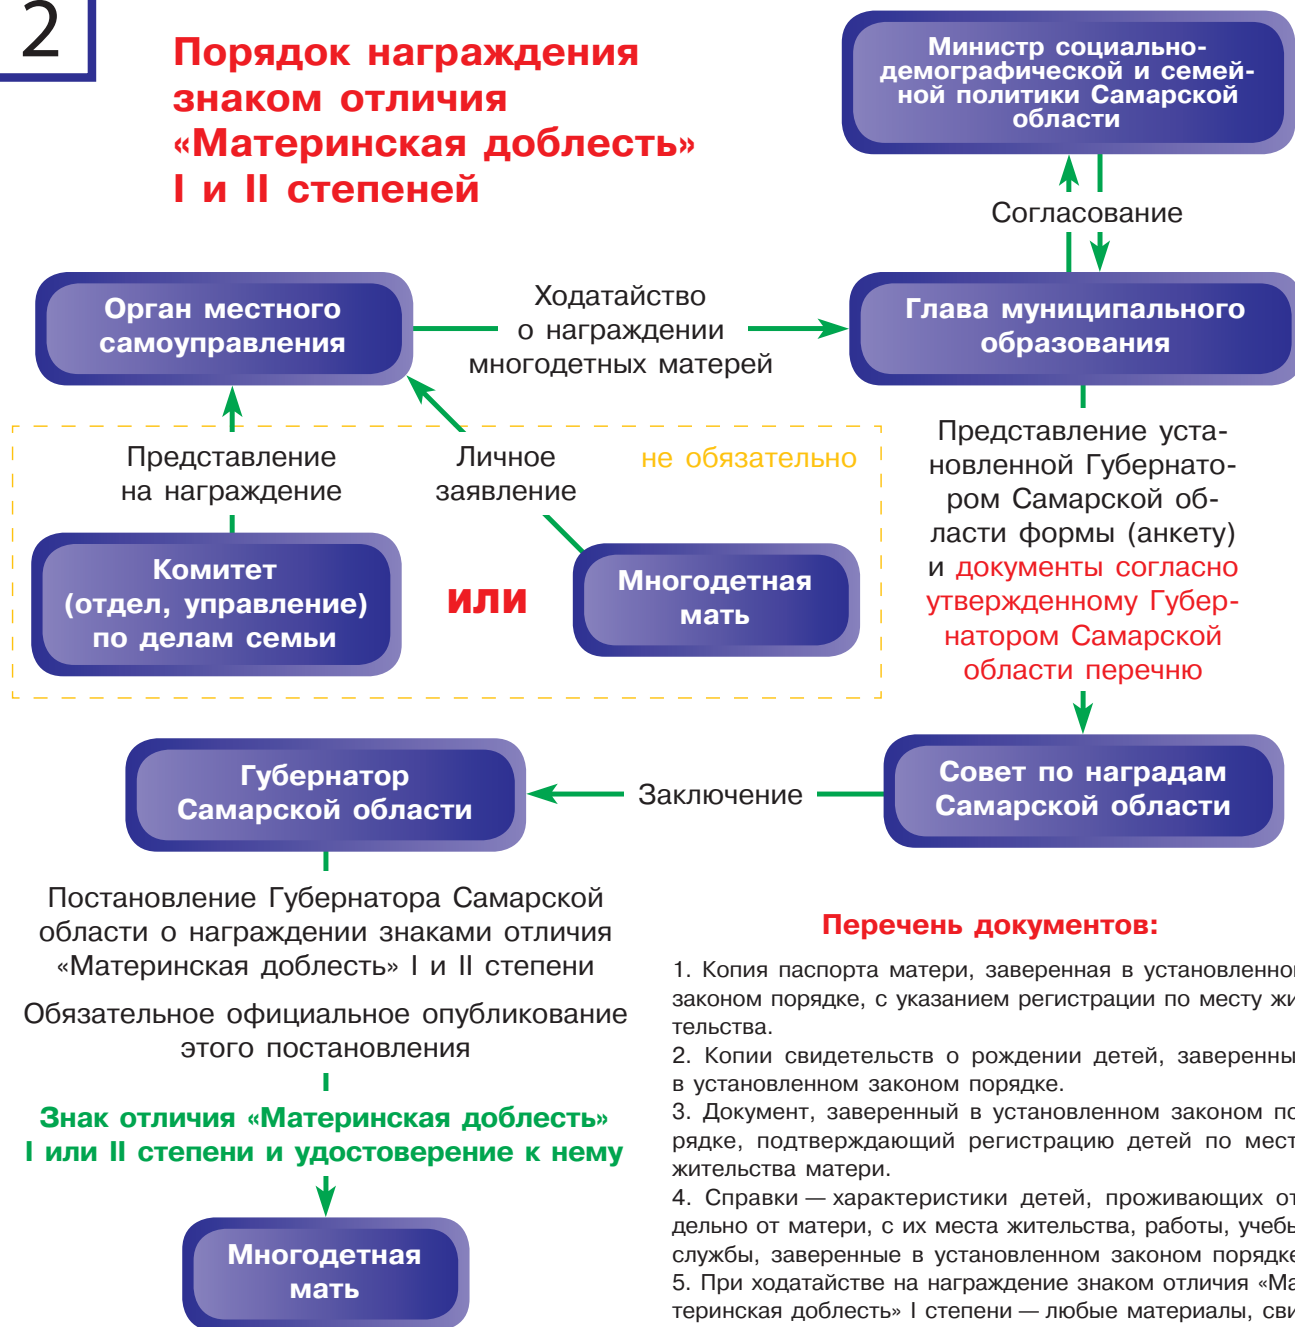 2
Порядок награждения
знаком отличия
«Материнская доблесть»
I и II степеней
Министр социально-
демографической и семей-
ной политики Самарской
области
Согласование
Орган местного
самоуправления
Ходатайство
о награждении
многодетных матерей
Глава муниципального
образования
Представление
на награждение
Личное
заявление
не обязательно
Комитет
(отдел, управление)
по делам семьи
или
Многодетная
мать
Представление уста-
новленной Губернато-
ром Самарской об-
ласти формы (анкету)
и документы согласно
утвержденному Губер-
натором Самарской
области перечню
Губернатор
Самарской области
Заключение
Совет по наградам
Самарской области
Постановление Губернатора Самарской
области о награждении знаками отличия
«Материнская доблесть» I и II степени
Обязательное официальное опубликование
этого постановления
Знак отличия «Материнская доблесть»
I или II степени и удостоверение к нему
Многодетная
мать
Перечень документов:
1. Копия паспорта матери, заверенная в установленном
законом порядке, с указанием регистрации по месту жи
тельства.
2. Копии свидетельств о рождении детей, заверенны
в установленном законом порядке.
3. Документ, заверенный в установленном законом по
рядке, подтверждающий регистрацию детей по мест
жительства матери.
4. Справки — характеристики детей, проживающих от
дельно от матери, с их места жительства, работы, учебы
службы, заверенные в установленном законом порядке
5. При ходатайстве на награждение знаком отличия «Ма
теринская доблесть» I степени — любые материалы, сви